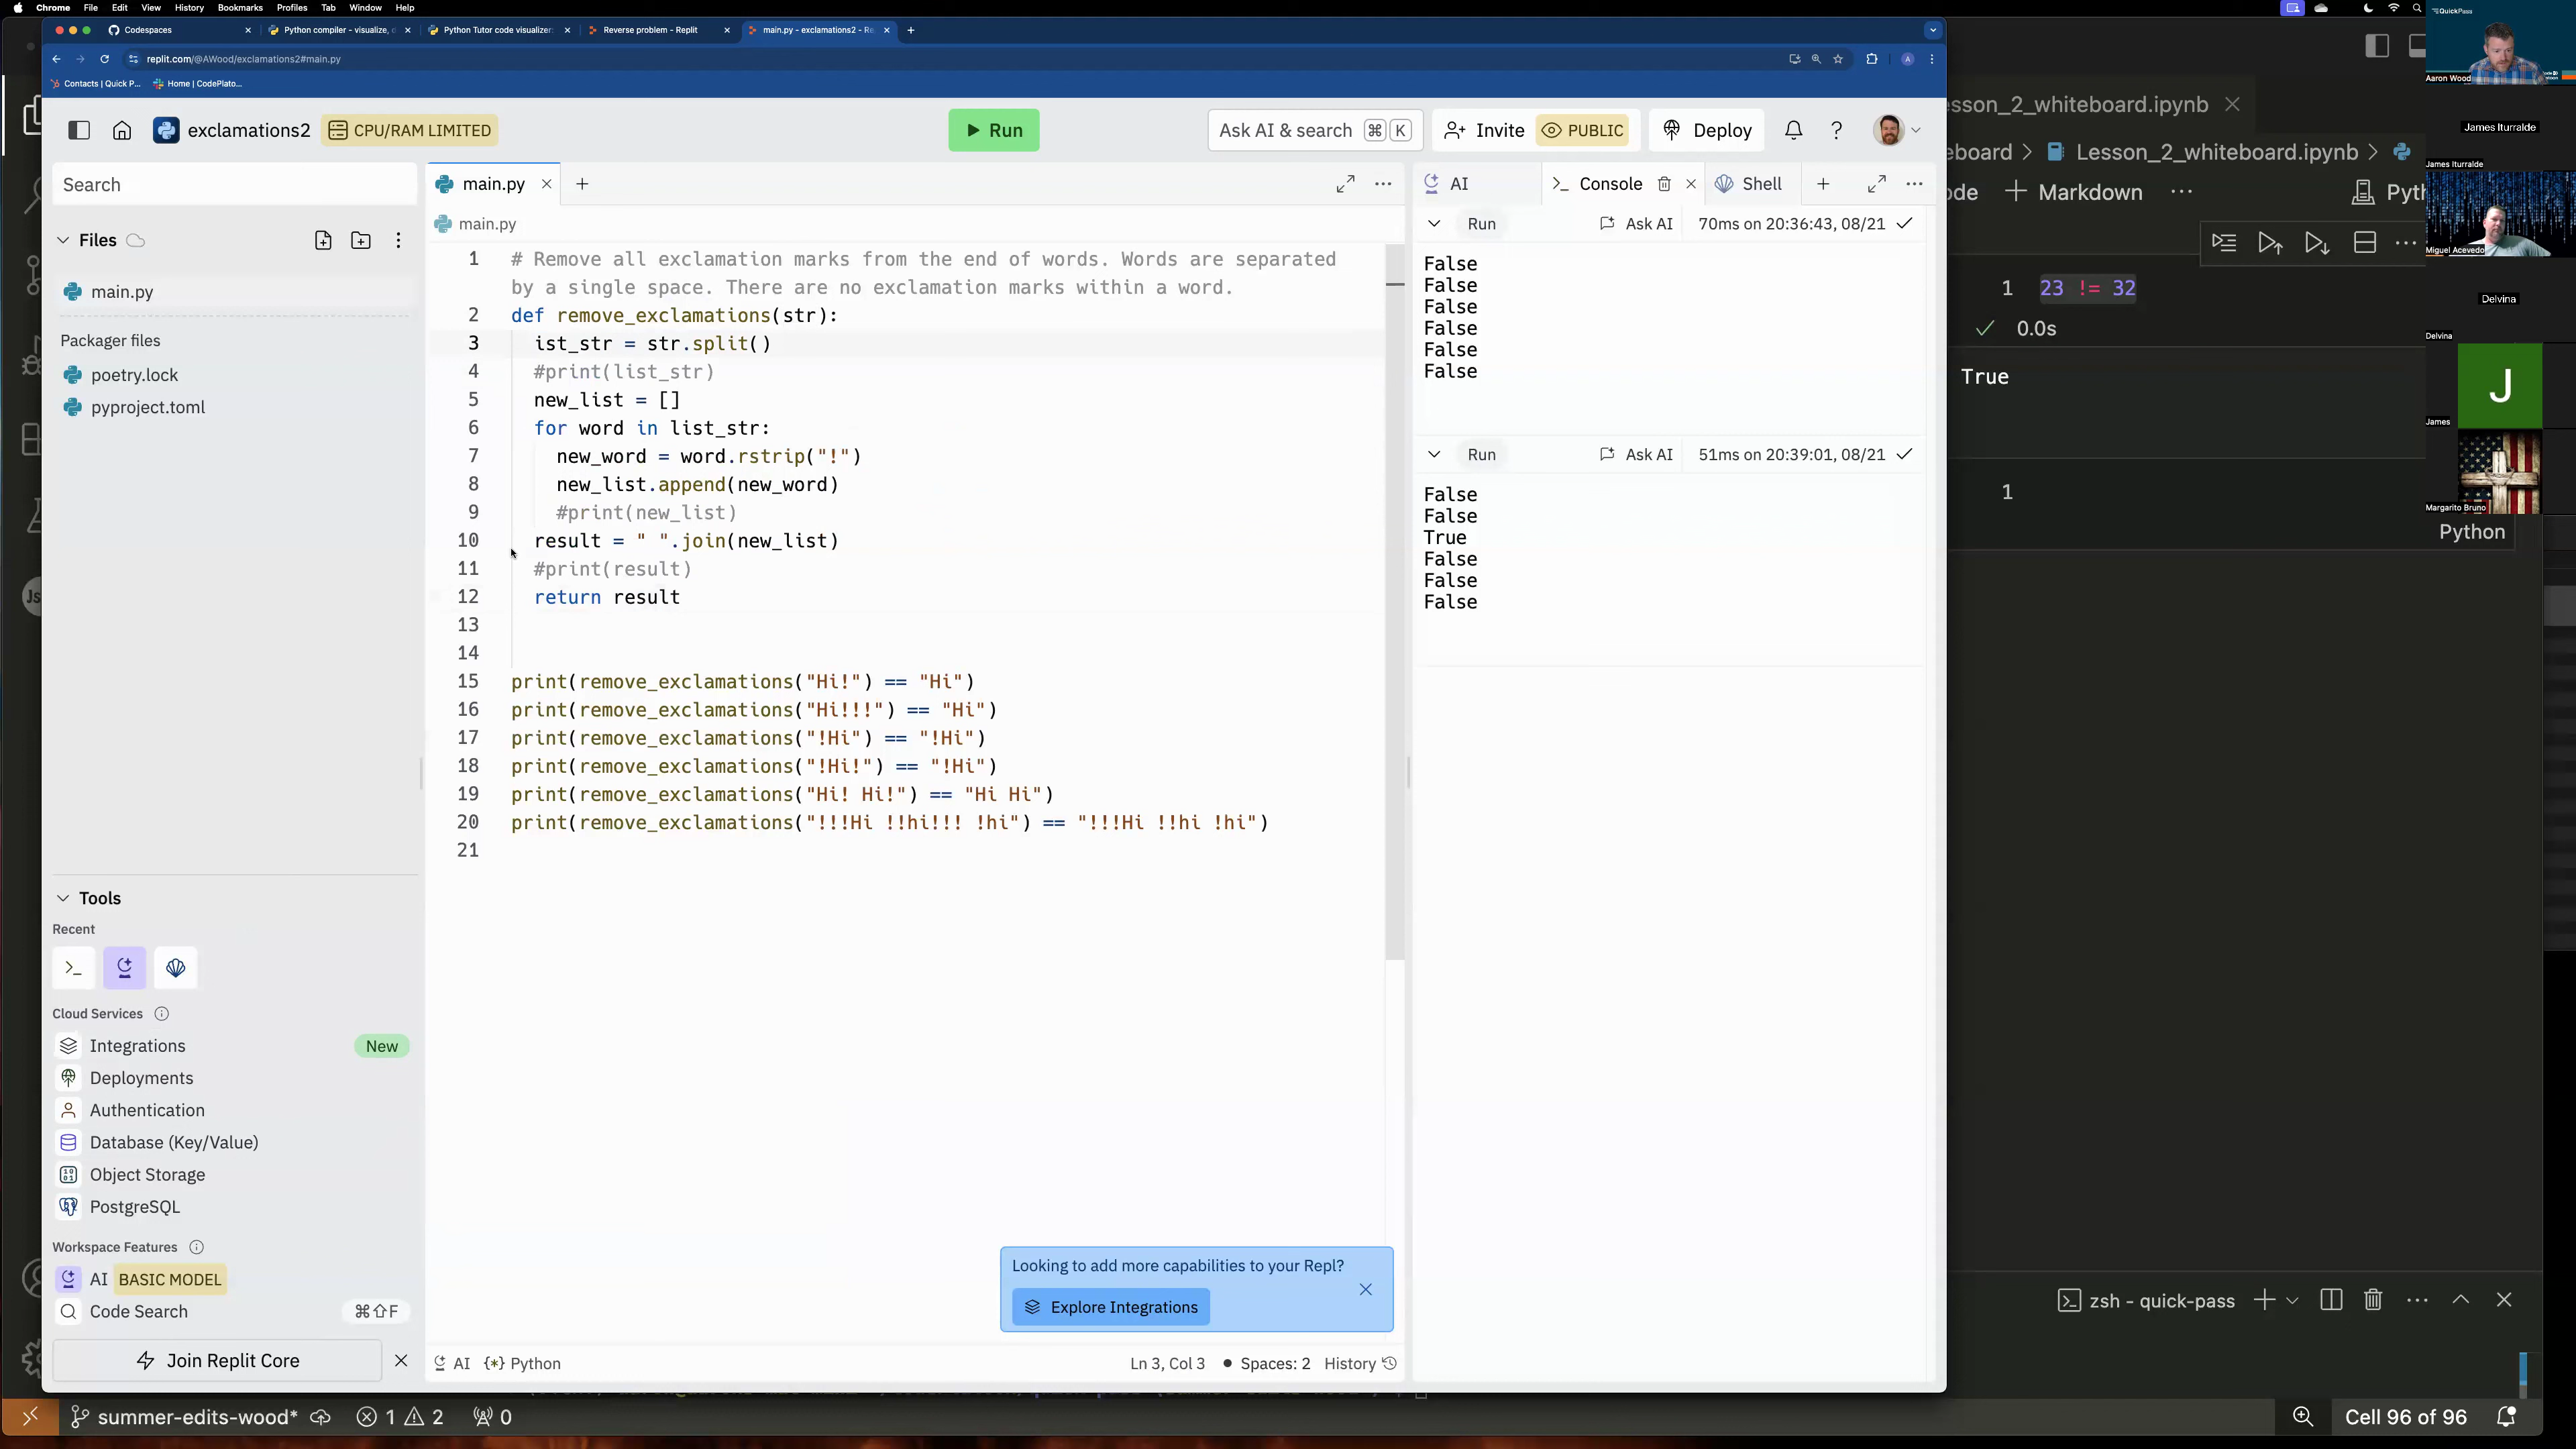 Chrome File Edit View History Bookmarks Profiles Tab Window Help
Codespaces
Python compiler - visualize, d
Python Tutor code visualizer:
Reverse problem - Replit
main.py - exclamations2 - Re
replit.com/@AWood/exclamations2#main.py
Contacts | Quick P... Home | CodePlato...
exclamations2 CPU/RAM LIMITED Run Ask AI & search ⌘ K Invite PUBLIC Deploy
Search
Files
main.py
Packager files
poetry.lock
pyproject.toml
Tools
Recent
Cloud Services
Integrations New
Deployments
Authentication
Database (Key/Value)
Object Storage
PostgreSQL
Workspace Features
AI BASIC MODEL
Code Search ⌘⇧F
Join Replit Core
main.py
main.py
1 # Remove all exclamation marks from the end of words. Words are separated
by a single space. There are no exclamation marks within a word.
2 def remove_exclamations(str):
3 ist_str = str.split()
4 #print(list_str)
5 new_list = []
6 for word in list_str:
7 new_word = word.rstrip("!")
8 new_list.append(new_word)
9 #print(new_list)
10 result = " ".join(new_list)
11 #print(result)
12 return result
13
14
15 print(remove_exclamations("Hi!") == "Hi")
16 print(remove_exclamations("Hi!!!") == "Hi")
17 print(remove_exclamations("!Hi") == "!Hi")
18 print(remove_exclamations("!Hi!") == "!Hi")
19 print(remove_exclamations("Hi! Hi!") == "Hi Hi")
20 print(remove_exclamations("!!!Hi !!hi!!! !hi") == "!!!Hi !!hi !hi")
21
Looking to add more capabilities to your Repl?
Explore Integrations
AI {*} Python
Ln 3, Col 3 Spaces: 2 History
AI Console Shell
Run Ask AI 70ms on 20:36:43, 08/21
False
False
False
False
False
False
Run Ask AI 51ms on 20:39:01, 08/21
False
False
True
False
False
False
esson_2_whiteboard.ipynb
eboard > Lesson_2_whiteboard.ipynb >
de + Markdown ... Pyth
1 23 != 32
0.0s
True
1
Python
QuickPass
Aaron Wood
James Iturralde
James Iturralde
Miguel Acevedo
Delvina
Delvina
J
James
Margarito Bruno
zsh - quick-pass
summer-edits-wood* 1 2 0
Cell 96 of 96